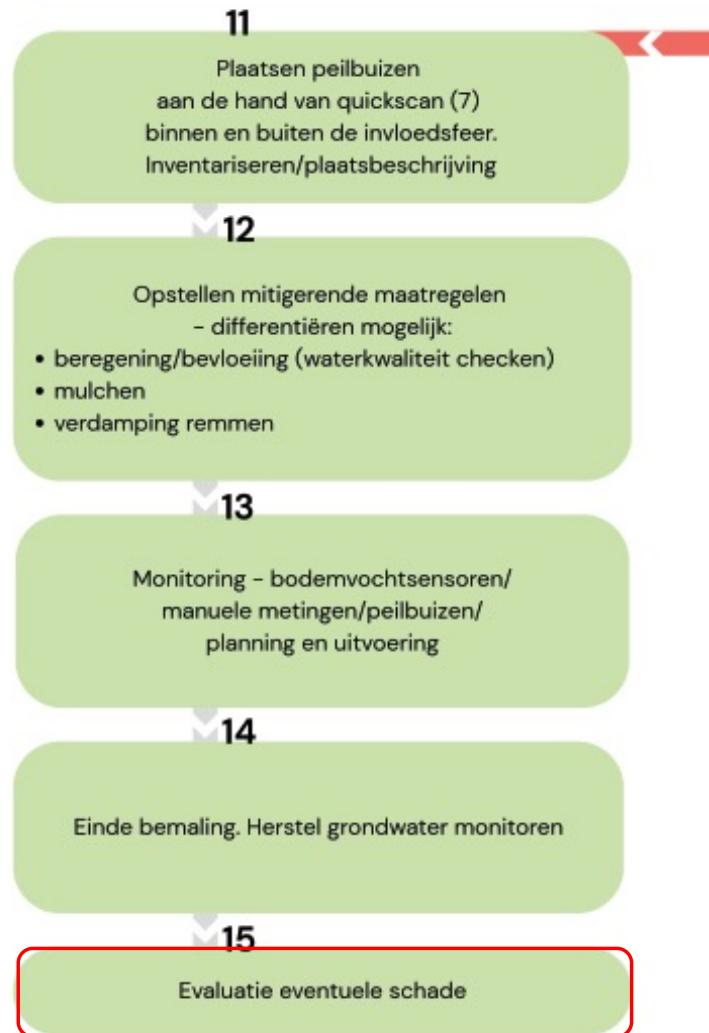 11
Plaatsen peilbuizen
aan de hand van quickscan (7)
binnen en buiten de invloedsfeer.
Inventariseren/plaatsbeschrijving
12
Opstellen mitigerende maatregelen
- differentiëren mogelijk:
• beregening/bevloeiing (waterkwaliteit checken)
• mulchen
• verdamping remmen
13
Monitoring - bodemvochtsensoren/
manuele metingen/peilbuizen/
planning en uitvoering
14
Einde bemaling. Herstel grondwater monitoren
15
Evaluatie eventuele schade